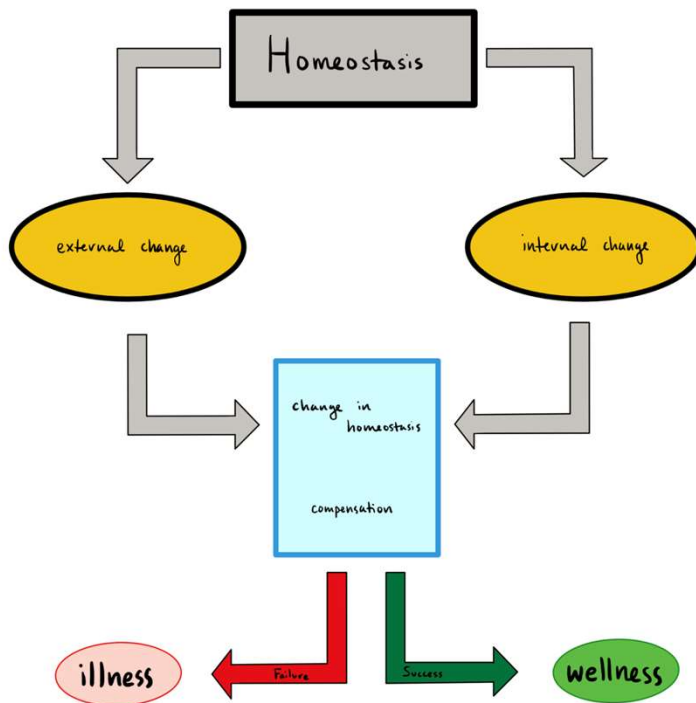 Homeostasis
external change
internal change
change in
homeostasis
compensation
Failure
Success
illness
wellness